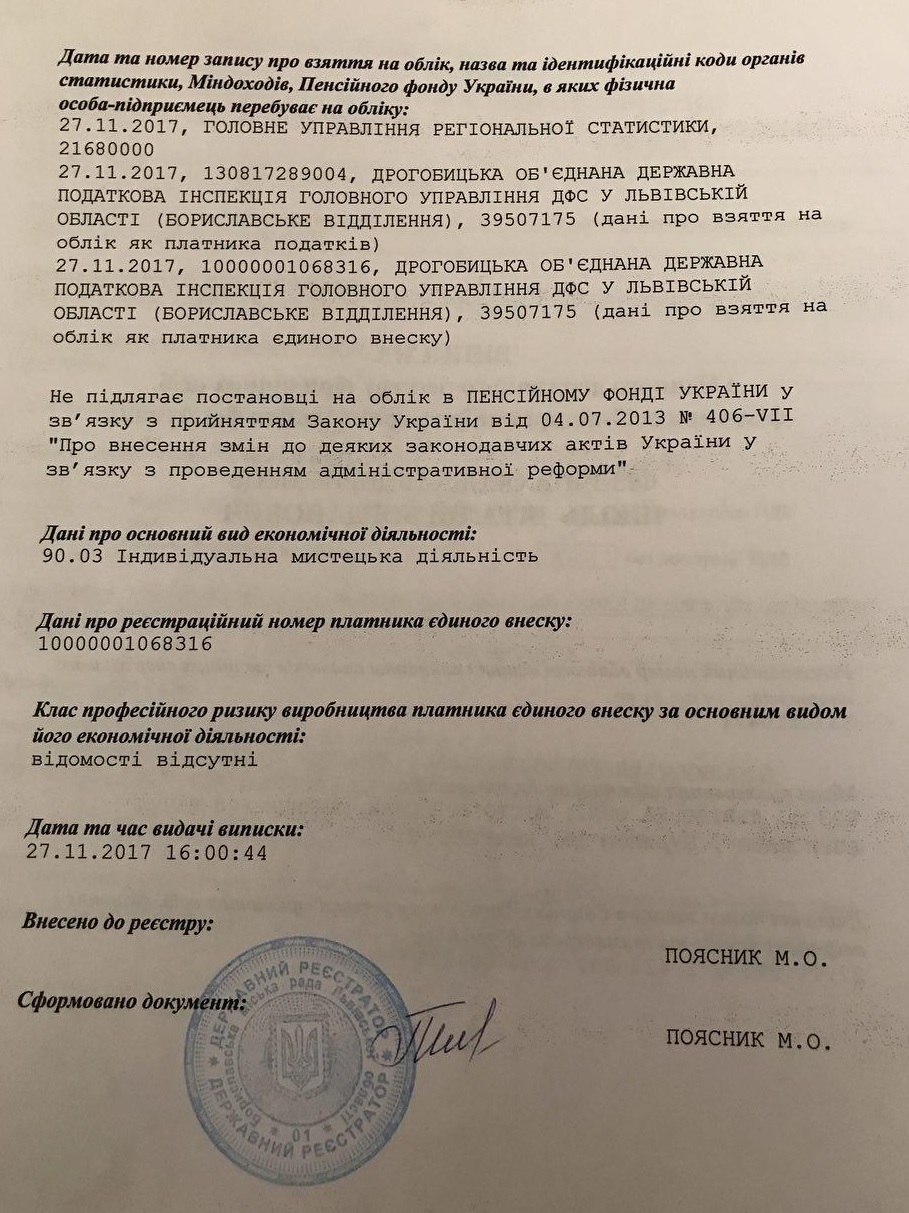 Дата та номер запису про взяття на облік, назва та ідентифікаційні коди органів
статистики, Міндоходів, Пенсійного фонду України, в яких фізична
особа-підприємець перебуває на обліку:
27.11.2017, ГОЛОВНЕ УПРАВЛІННЯ РЕГІОНАЛЬНОЇ СТАТИСТИКИ,
21680000
27.11.2017, 130817289004, ДРОГОБИЦЬКА ОБ'ЄДНАНА ДЕРЖАВНА
ПОДАТКОВА ІНСПЕКЦІЯ ГОЛОВНОГО УПРАВЛІННЯ ДФС У ЛЬВІВСЬКІЙ
ОБЛАСТІ (БОРИСЛАВСЬКЕ ВІДДІЛЕННЯ), 39507175 (дані про взяття на
облік як платника податків)
27.11.2017, 10000001068316, ДРОГОБИЦЬКА ОБ'ЄДНАНА ДЕРЖАВНА
ПОДАТКОВА ІНСПЕКЦІЯ ГОЛОВНОГО УПРАВЛІННЯ ДФС У ЛЬВІВСЬКІЙ
ОБЛАСТІ (БОРИСЛАВСЬКЕ ВІДДІЛЕННЯ), 39507175 (дані про взяття на
облік як платника єдиного внеску)
Не підлягає постановці на облік в ПЕНСІЙНОМУ ФОНДІ УКРАЇНИ у
зв’язку з прийняттям Закону України від 04.07.2013 № 406-VII
"Про внесення змін до деяких законодавчих актів України у
зв’язку з проведенням адміністративної реформи"
Дані про основний вид економічної діяльності:
90.03 Індивідуальна мистецька діяльність
Дані про реєстраційний номер платника єдиного внеску:
10000001068316
Клас професійного ризику виробництва платника єдиного внеску за основним видом
його економічної діяльності:
відомості відсутні
Дата та час видачі виписки:
27.11.2017 16:00:44
Внесено до реєстру:
ПОЯСНИК М.О.
Сформовано документ:
ПОЯСНИК М.О.
ДЕРЖАВНИЙ РЕЄСТРАТОР * ДЕРЖАВНИЙ РЕЄСТРАТОР *
міська рада Львівської області
* 01 *